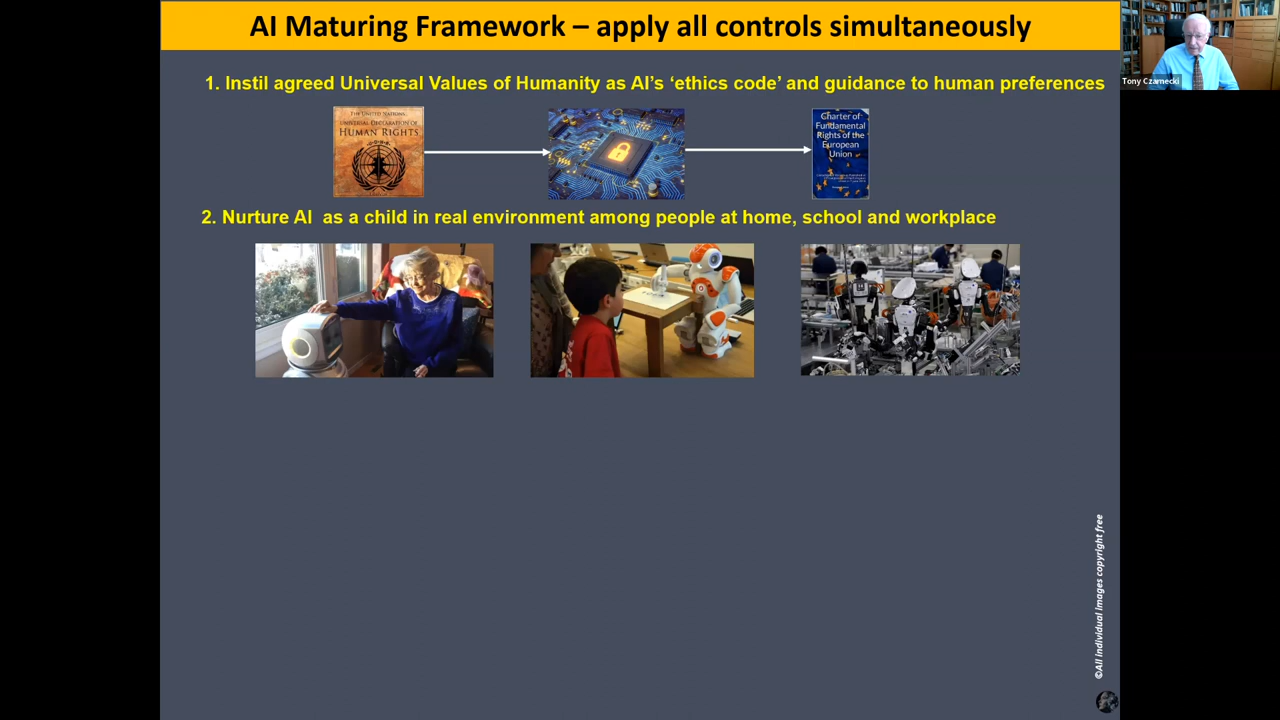 AI Maturing Framework – apply all controls simultaneously
Tony Czarnecki
1. Instil agreed Universal Values of Humanity as AI's 'ethics code' and guidance to human preferences
THE UNITED NATIONS
UNIVERSAL DECLARATION OF
HUMAN RIGHTS
Charter of
Fundamental
Rights of the
European
Union
2. Nurture AI as a child in real environment among people at home, school and workplace
©All individual images copyright free